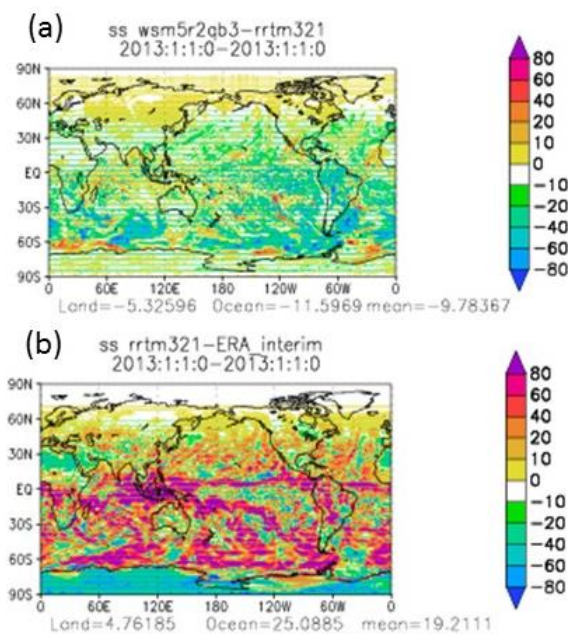 (a)
ss wsm5r2qb3-rrtm321
2013:1:1:0-2013:1:1:0
90N
60N
30N
EQ
30S
60S
90S
0 60E 120E 180 120W 60W 0
Land=-5.32596 Ocean=-11.5969 mean=-9.78367
80
60
40
20
10
0
-10
-20
-40
-60
-80
(b)
ss rrtm321-ERA_interim
2013:1:1:0-2013:1:1:0
90N
60N
30N
EQ
30S
60S
90S
0 60E 120E 180 120W 60W 0
Land=4.76185 Ocean=25.0885 mean=19.2111
80
60
40
20
10
0
-10
-20
-40
-60
-80